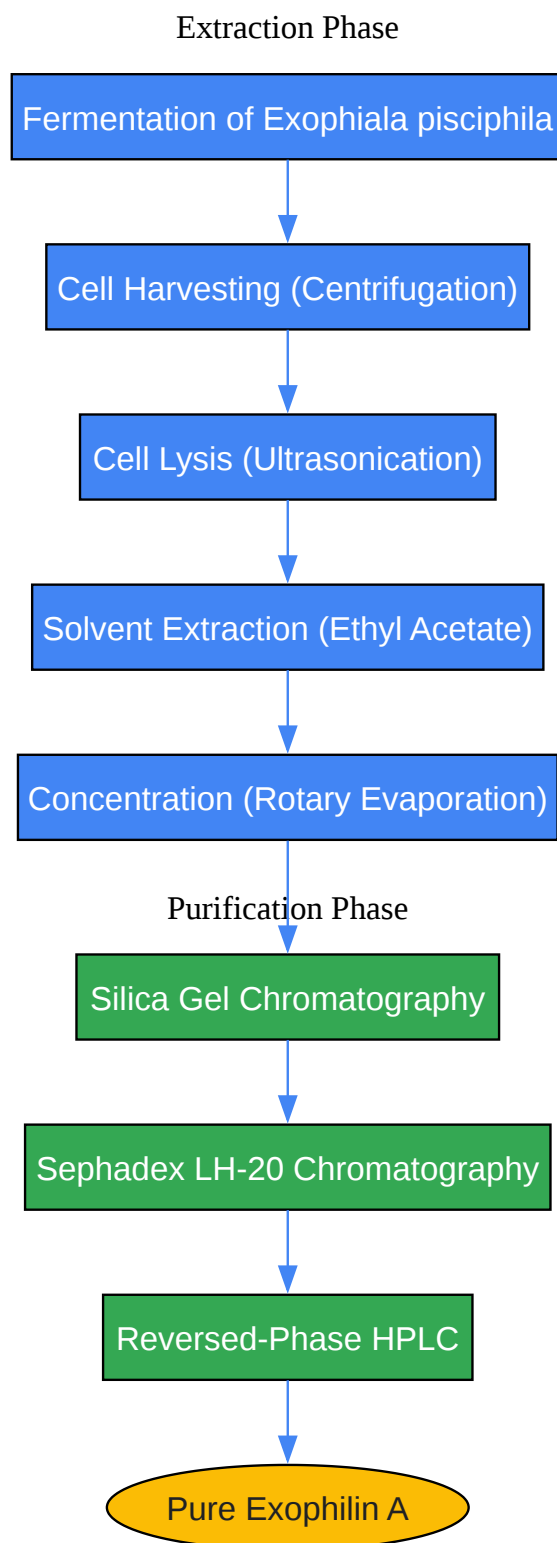 Extraction Phase
Fermentation of Exophiala pisciphila
Cell Harvesting (Centrifugation)
Cell Lysis (Ultrasonication)
Solvent Extraction (Ethyl Acetate)
Concentration (Rotary Evaporation)
Purification Phase
Silica Gel Chromatography
Sephadex LH-20 Chromatography
Reversed-Phase HPLC
Pure Exophilin A